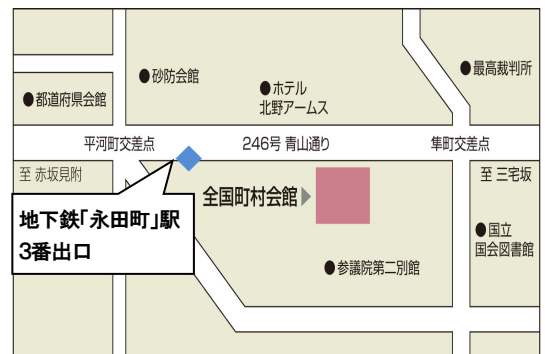 ●砂防会館
●最高裁判所
●ホテル
北野アームス
●都道府県会館
平河町交差点
246号 青山通り
隼町交差点
至 赤坂見附
至 三宅坂
全国町村会館▶
地下鉄「永田町」駅
3番出口
●国立
国会図書館
●参議院第二別館